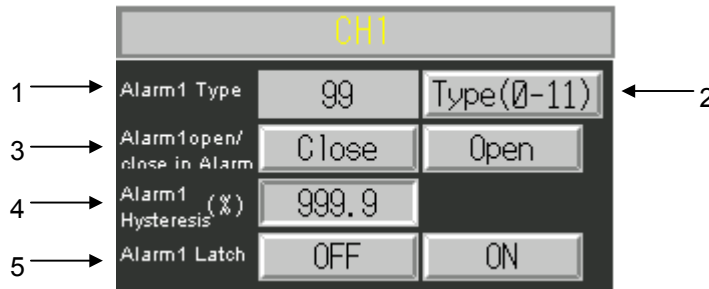 CH1
1 Alarm1 Type 99 Type(0-11) 2
3 Alarm1open/
close in Alarm Close Open
4 Alarm1
Hysteresis (%) 999.9
5 Alarm1 Latch OFF ON